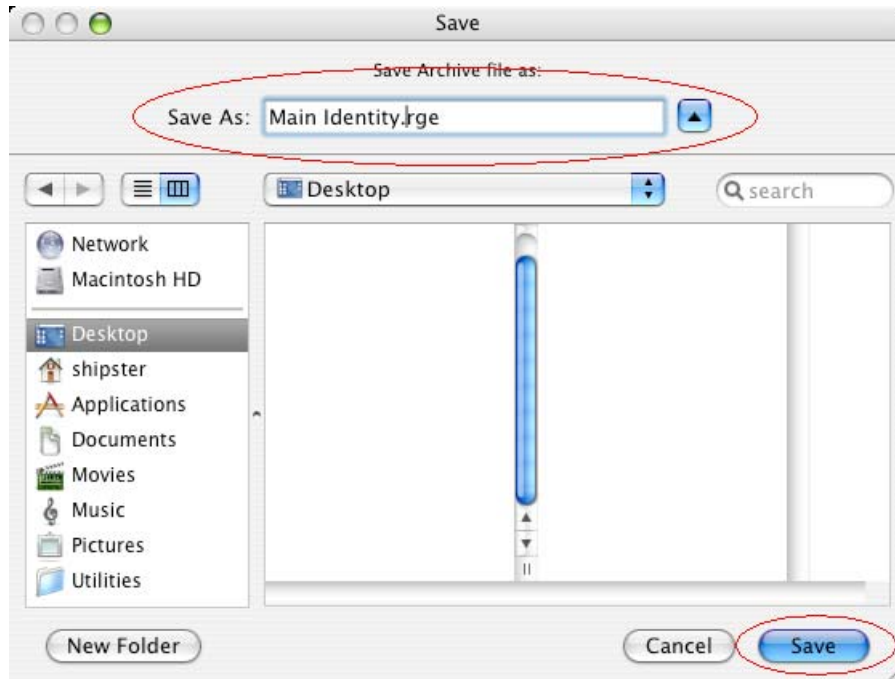 Save
Save Archive file as:
Save As: Main Identity.rge
Desktop
search
Network
Macintosh HD
Desktop
shipster
Applications
Documents
Movies
Music
Pictures
Utilities
New Folder
Cancel
Save